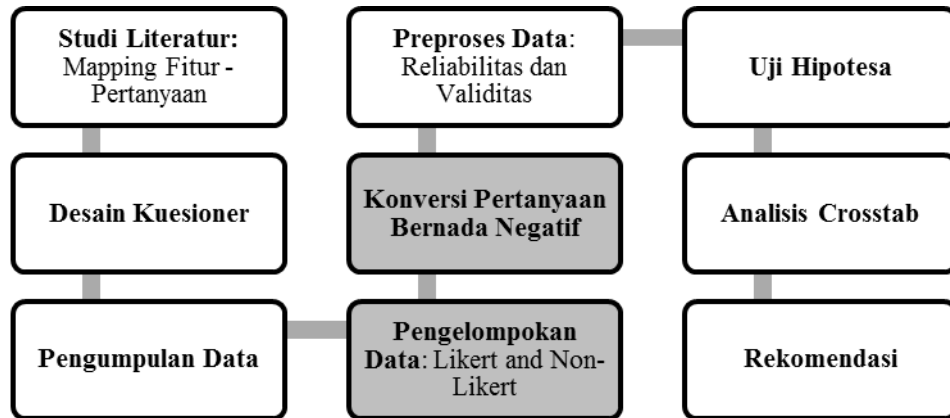 Studi Literatur:
Mapping Fitur -
Pertanyaan
Desain Kuesioner
Pengumpulan Data
Pengelompokan
Data: Likert and Non-
Likert
Konversi Pertanyaan
Bernada Negatif
Preproses Data:
Reliabilitas dan
Validitas
Uji Hipotesa
Analisis Crosstab
Rekomendasi